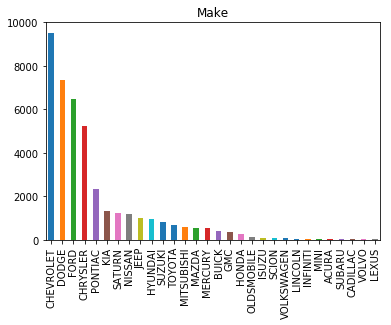 Make
10000
8000
6000
4000
2000
0
CHEVROLET
DODGE
FORD
CHRYSLER
PONTIAC
KIA
SATURN
NISSAN
JEEP
HYUNDAI
SUZUKI
TOYOTA
MITSUBISHI
MAZDA
MERCURY
BUICK
GMC
HONDA
OLDSMOBILE
ISUZU
SCION
VOLKSWAGEN
LINCOLN
INFINITI
MINI
ACURA
SUBARU
CADILLAC
VOLVO
LEXUS